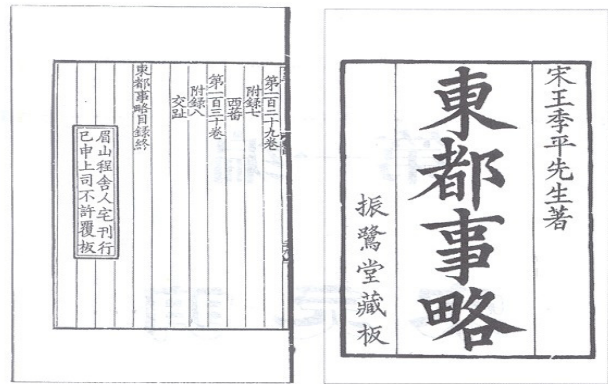 宋王季平先生著
東都事略
振鷺堂藏板
第一百二十九卷
附錄七
西蕃
第一百三十卷
附錄八
交趾
東都事略目錄終
眉山程舍人宅刊行
已申上司不許覆板